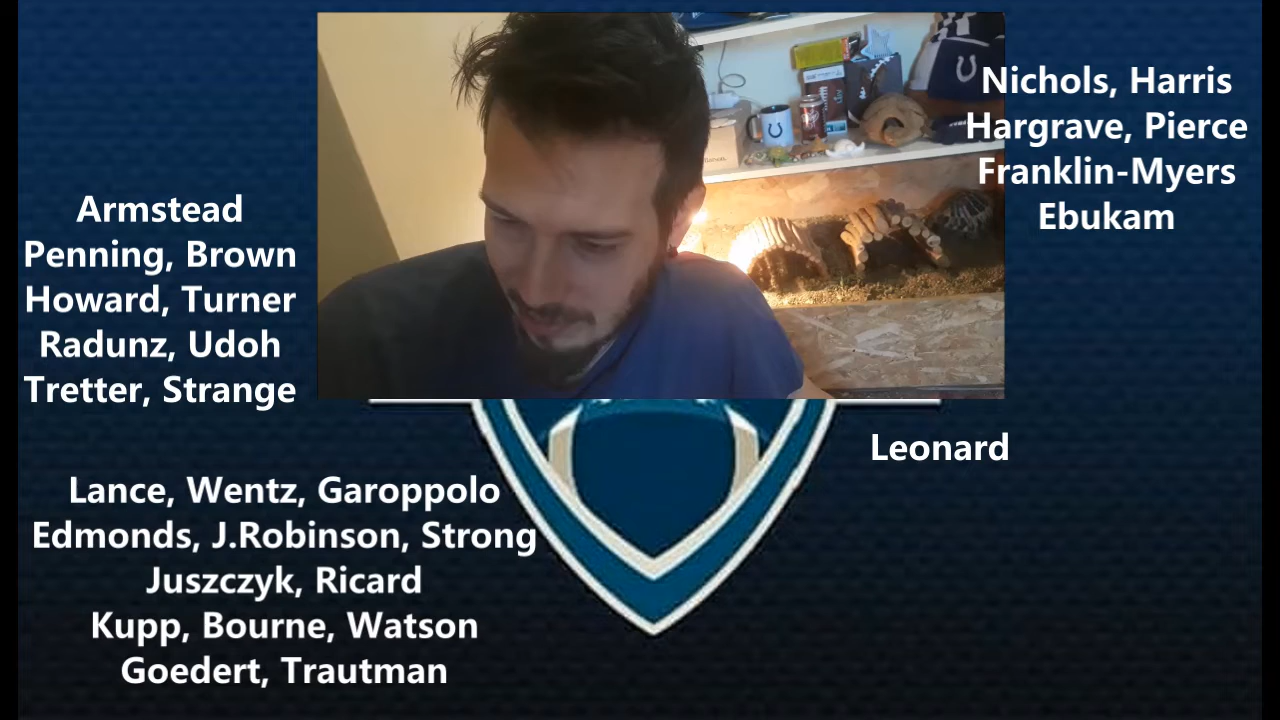 Nichols, Harris
Hargrave, Pierce
Franklin-Myers
Ebukam
Armstead
Penning, Brown
Howard, Turner
Radunz, Udoh
Tretter, Strange
Leonard
Lance, Wentz, Garoppolo
Edmonds, J.Robinson, Strong
Juszczyk, Ricard
Kupp, Bourne, Watson
Goedert, Trautman